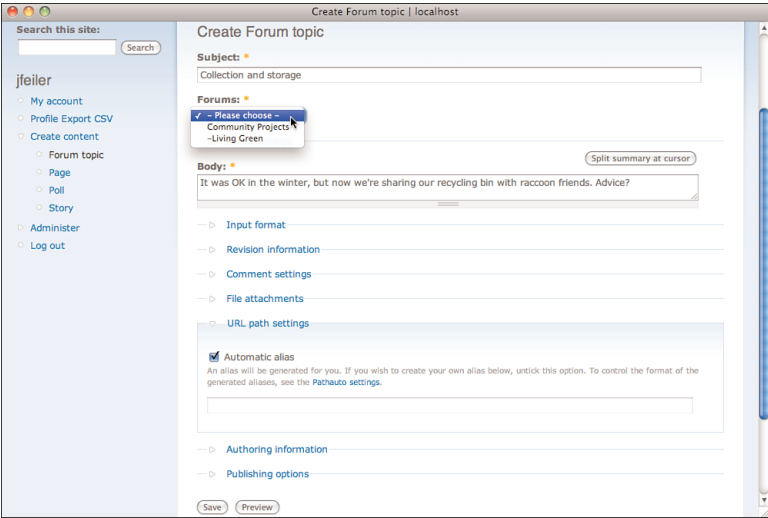 Create Forum topic | localhost
Search this site:
Search
jfeiler
My account
Profile Export CSV
Create content
Forum topic
Page
Poll
Story
Administer
Log out
Create Forum topic
Subject: *
Collection and storage
Forums: *
✓ – Please choose –
Community Projects
–Living Green
Split summary at cursor
Body: *
It was OK in the winter, but now we're sharing our recycling bin with raccoon friends. Advice?
Input format
Revision information
Comment settings
File attachments
URL path settings
Automatic alias
An alias will be generated for you. If you wish to create your own alias below, untick this option. To control the format of the
generated aliases, see the Pathauto settings.
Authoring information
Publishing options
Save
Preview